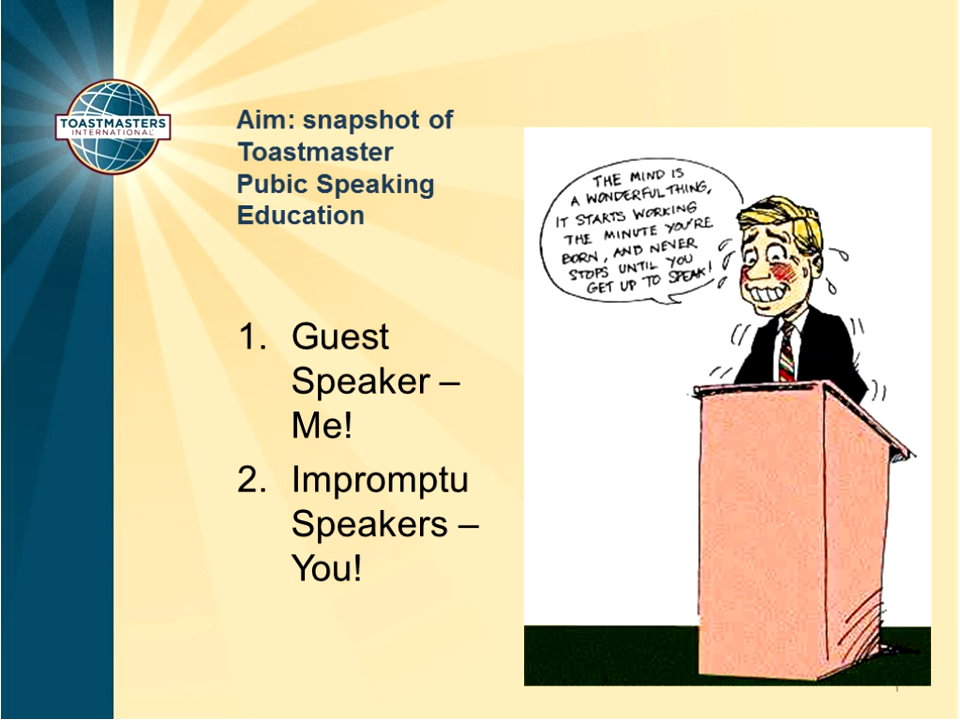 TOASTMASTERS
INTERNATIONAL
Aim: snapshot of
Toastmaster
Pubic Speaking
Education
1. Guest
Speaker –
Me!
2. Impromptu
Speakers –
You!
THE MIND IS
A WONDERFUL THING,
IT STARTS WORKING
THE MINUTE YOU'RE
BORN, AND NEVER
STOPS UNTIL YOU
GET UP TO SPEAK!